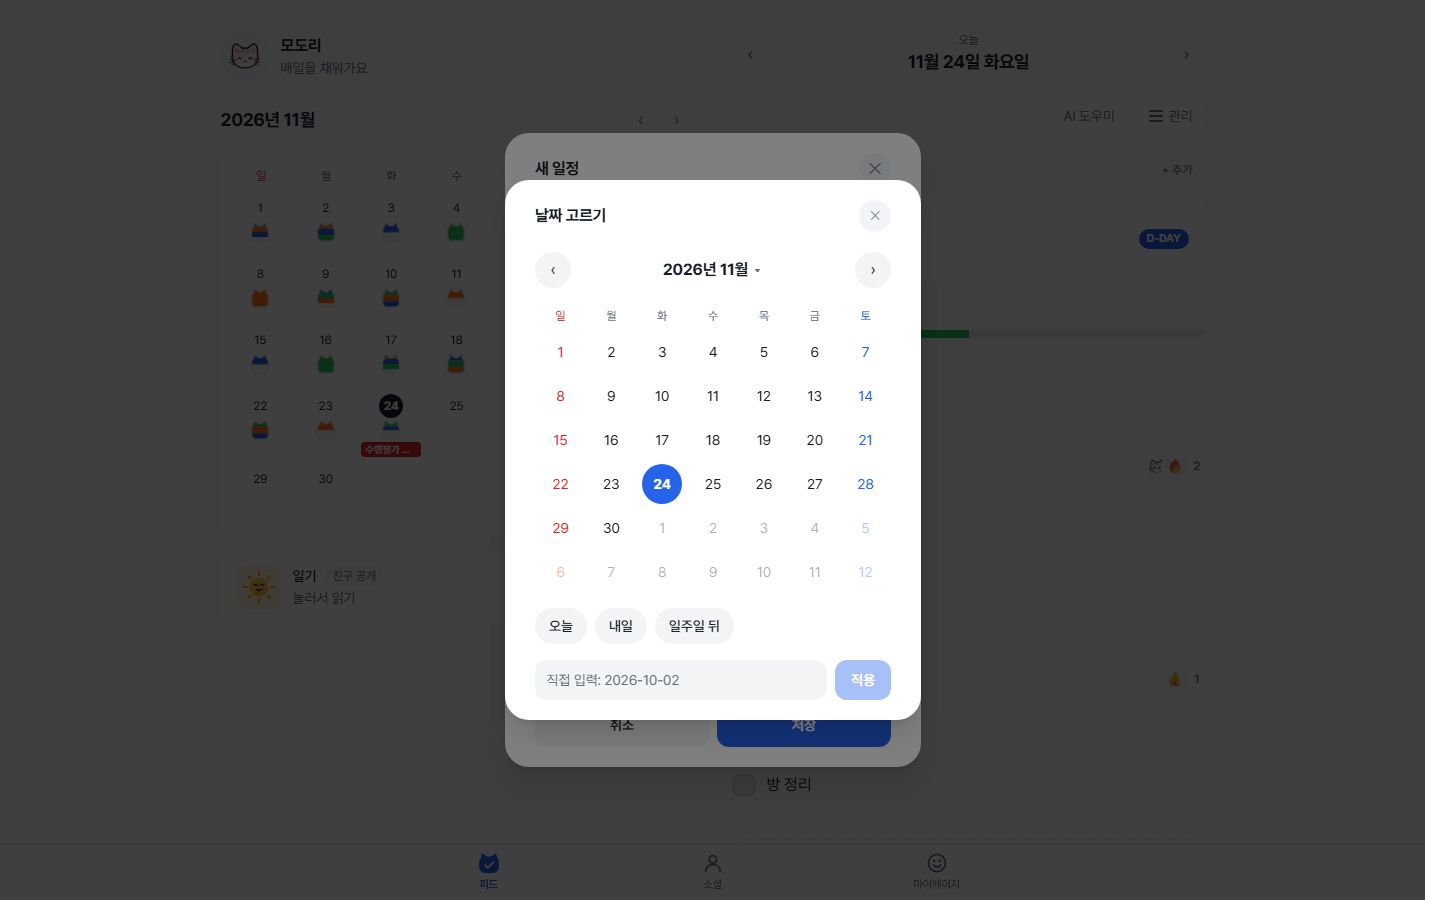 모도리
매일을 채워가요
‹
오늘
11월 24일 화요일
›
2026년 11월
‹ ›
AI 도우미
관리
일 월 화 수
1 2 3 4
8 9 10 11
15 16 17 18
22 23 24 25
수행평가 ...
29 30
일기 친구 공개
눌러서 읽기
+ 추가
D-DAY
2
1
새 일정
날짜 고르기
‹ 2026년 11월 ›
일 월 화 수 목 금 토
1 2 3 4 5 6 7
8 9 10 11 12 13 14
15 16 17 18 19 20 21
22 23 24 25 26 27 28
29 30 1 2 3 4 5
6 7 8 9 10 11 12
오늘 내일 일주일 뒤
직접 입력: 2026-10-02 적용
취소 저장
방 정리
피드 소셜 마이페이지